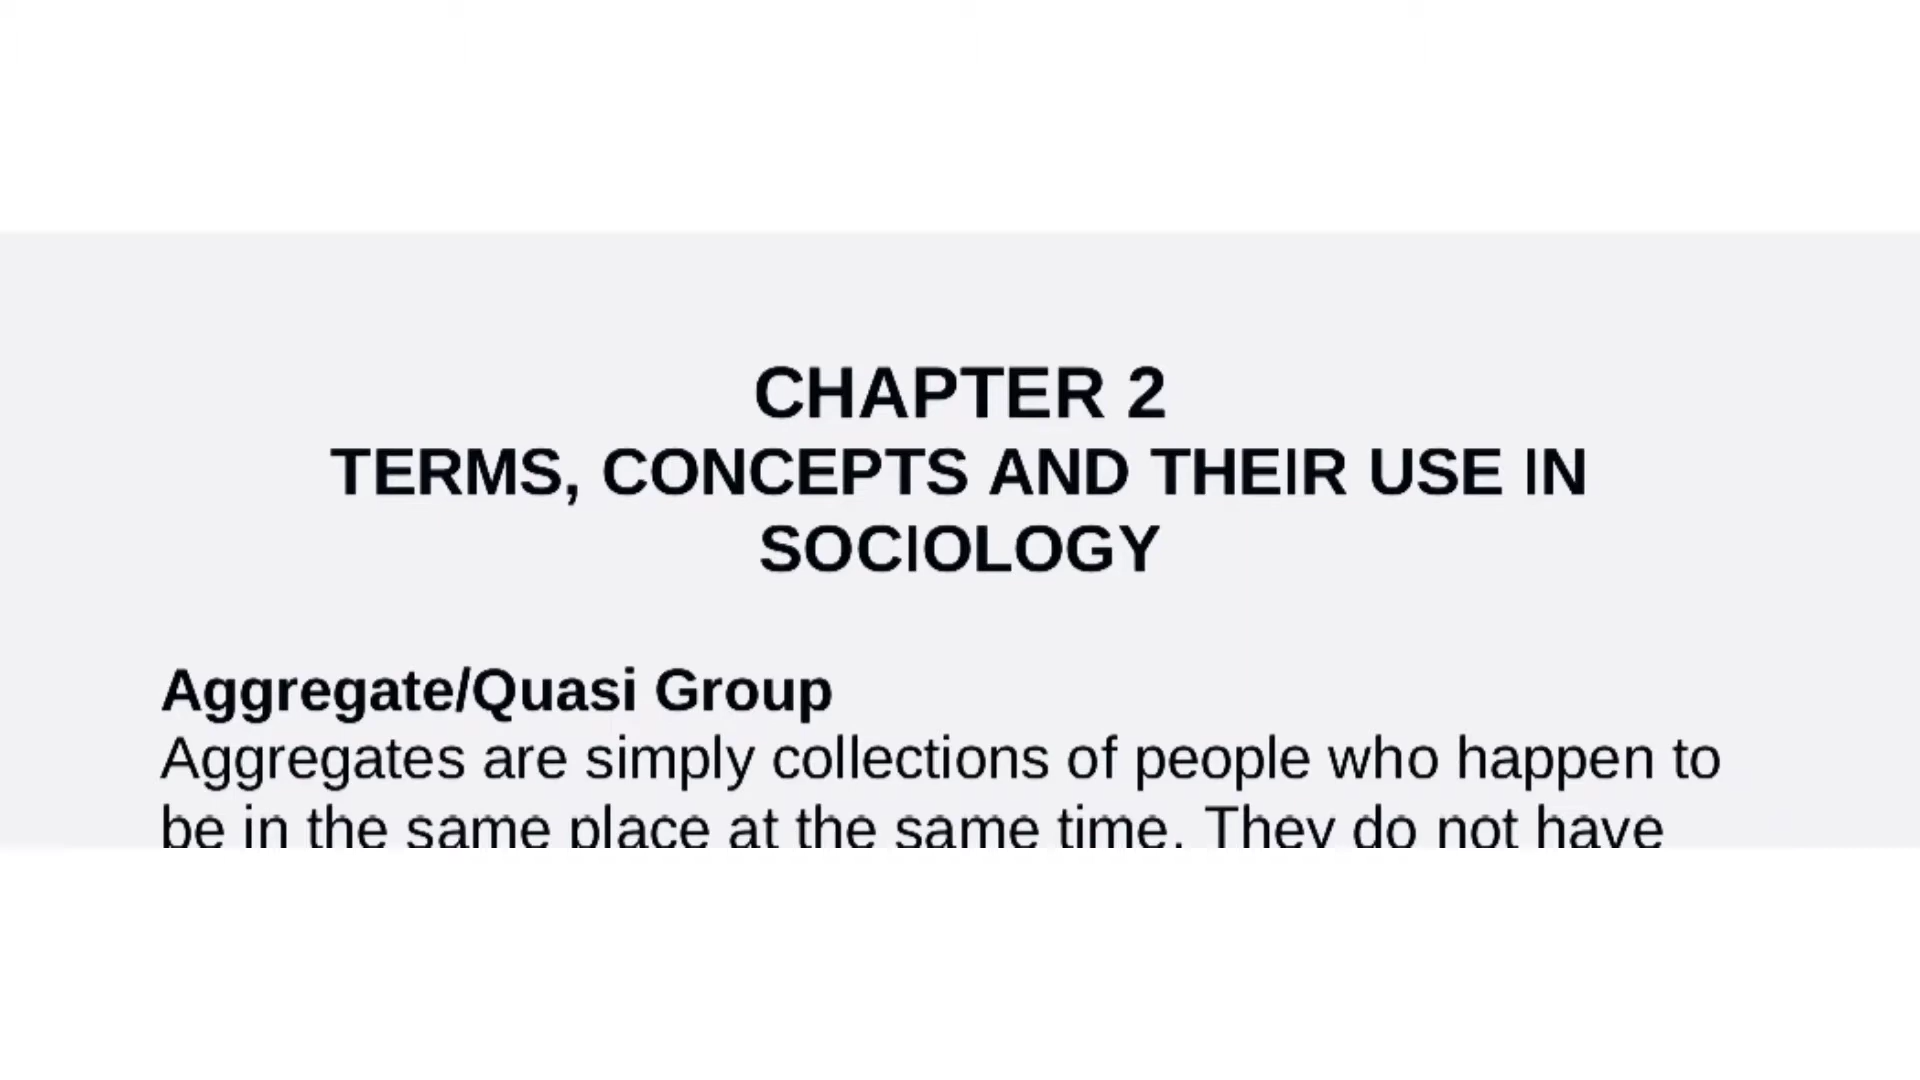 CHAPTER 2
TERMS, CONCEPTS AND THEIR USE IN
SOCIOLOGY
Aggregate/Quasi Group
Aggregates are simply collections of people who happen to
be in the same place at the same time. They do not have